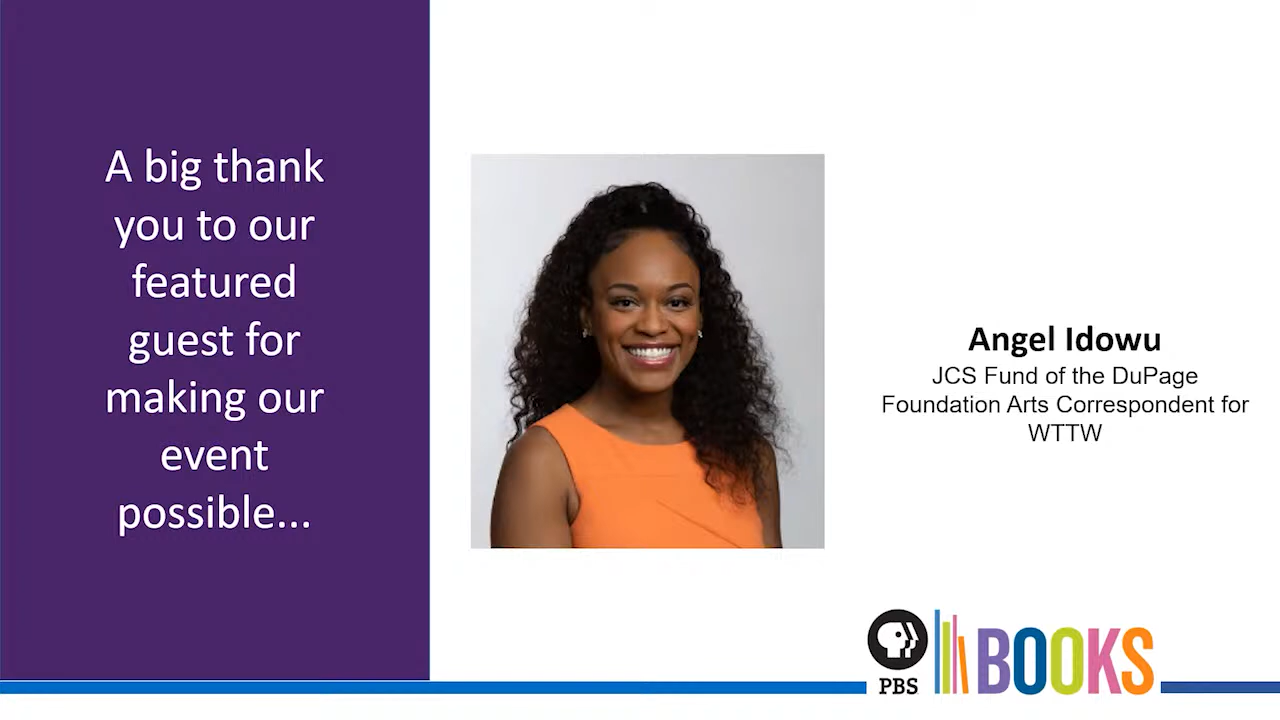 A big thank
you to our
featured
guest for
making our
event
possible...
Angel Idowu
JCS Fund of the DuPage
Foundation Arts Correspondent for
WTTW
PBS
BOOKS